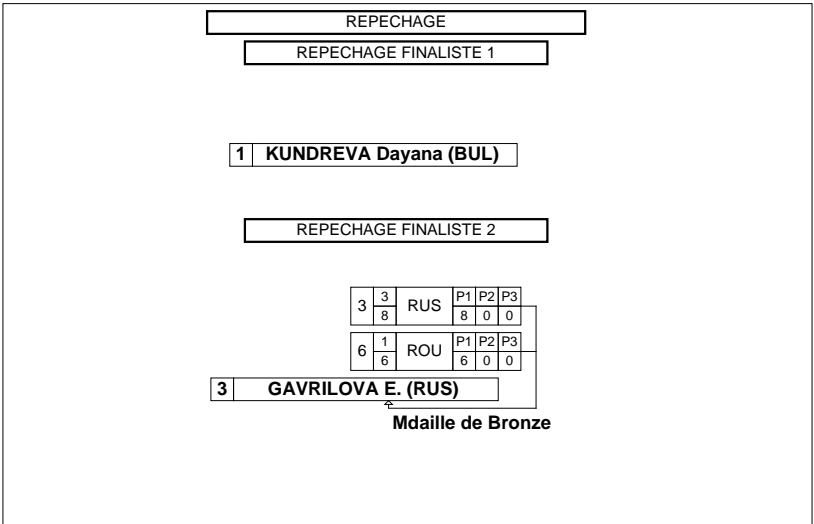 REPECHAGE
REPECHAGE FINALISTE 1
1 KUNDREVA Dayana (BUL)
REPECHAGE FINALISTE 2
3 3 RUS P1 P2 P3
8 8 0 0
6 1 ROU P1 P2 P3
6 6 0 0
3 GAVRILOVA E. (RUS)
Mdaille de Bronze